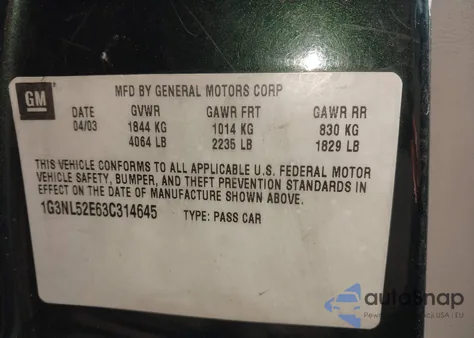 GM
MFD BY GENERAL MOTORS CORP
DATE GVWR GAWR FRT GAWR RR
04/03 1844 KG 1014 KG 830 KG
4064 LB 2235 LB 1829 LB
THIS VEHICLE CONFORMS TO ALL APPLICABLE U.S. FEDERAL MOTOR
VEHICLE SAFETY, BUMPER, AND THEFT PREVENTION STANDARDS IN
EFFECT ON THE DATE OF MANUFACTURE SHOWN ABOVE.
1G3NL52E63C314645 TYPE: PASS CAR
autosnap
USA | EU